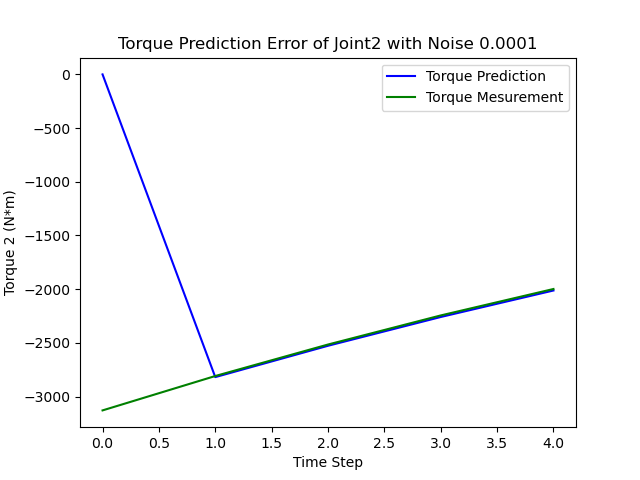 Torque Prediction Error of Joint2 with Noise 0.0001
Torque Prediction
Torque Mesurement
Torque 2 (N*m)
0
−500
−1000
−1500
−2000
−2500
−3000
0.0 0.5 1.0 1.5 2.0 2.5 3.0 3.5 4.0
Time Step